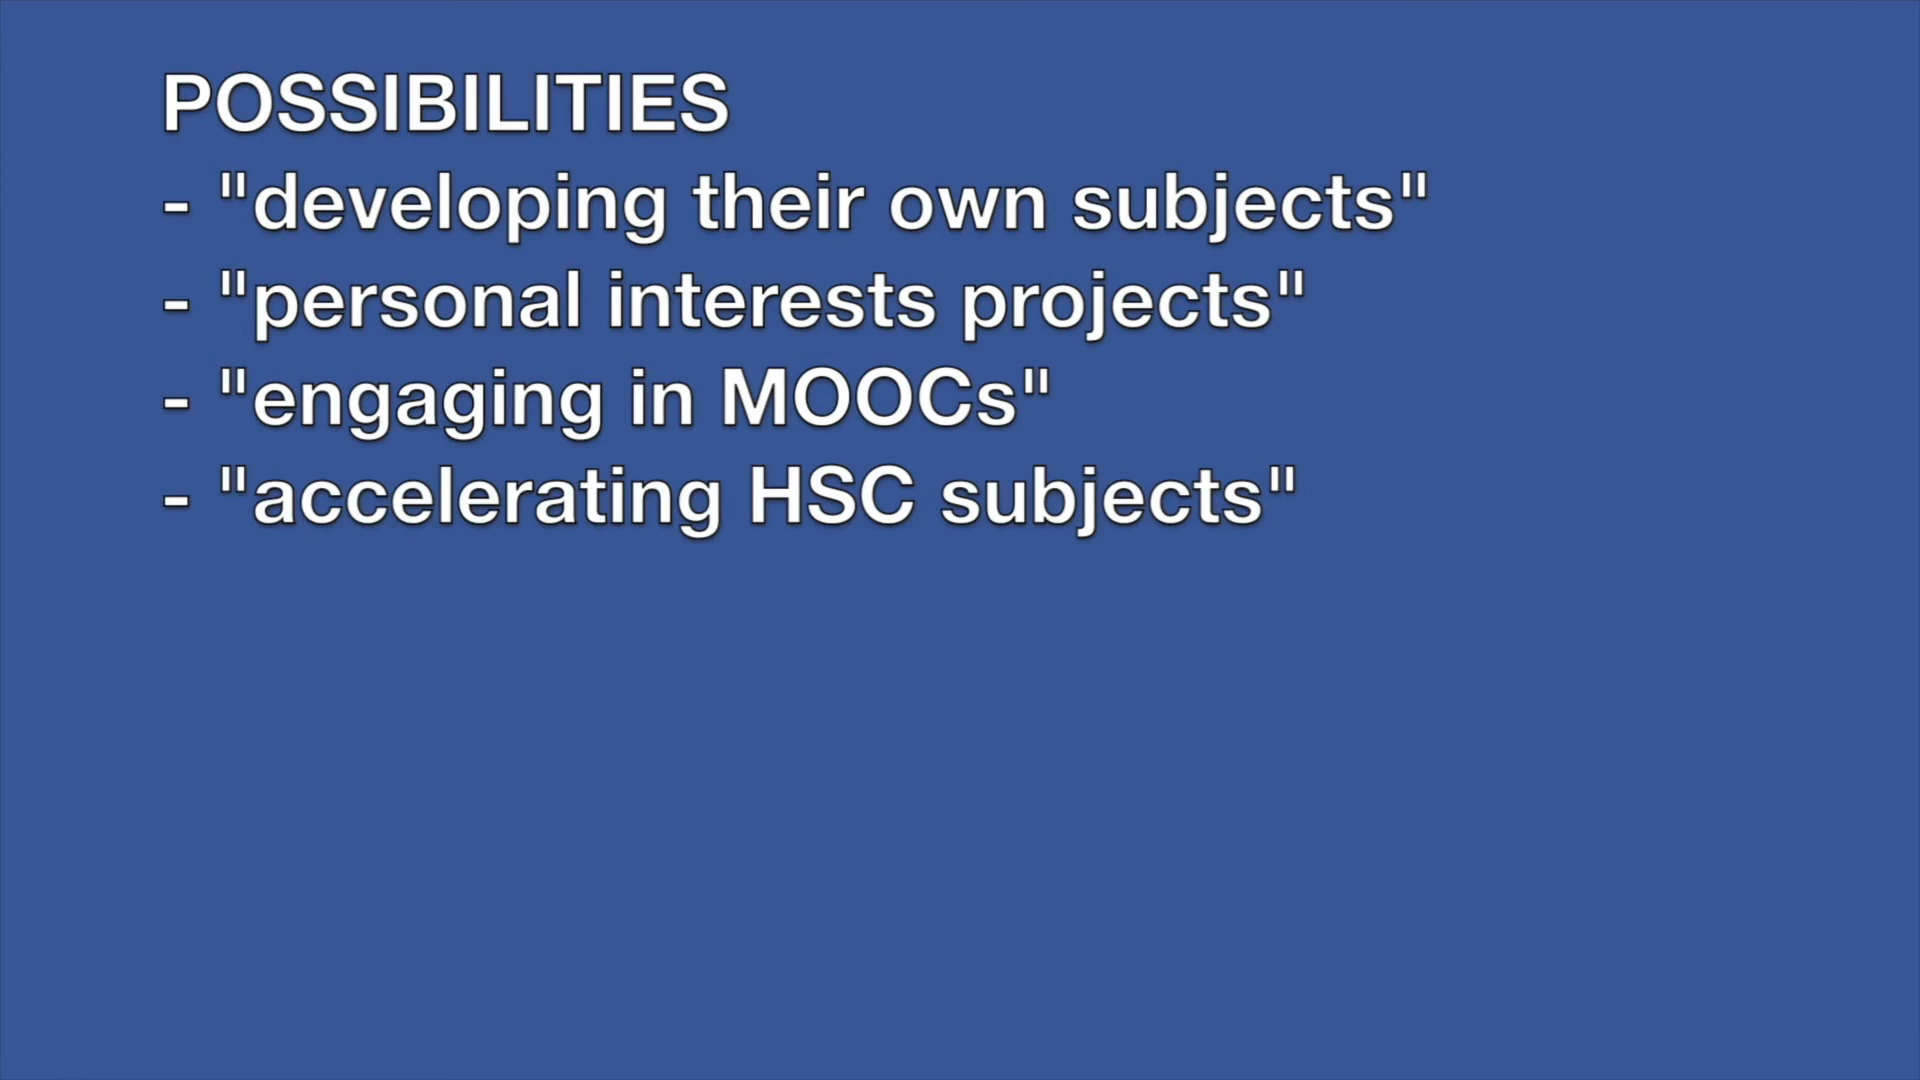 POSSIBILITIES
- "developing their own subjects"
- "personal interests projects"
- "engaging in MOOCs"
- "accelerating HSC subjects"